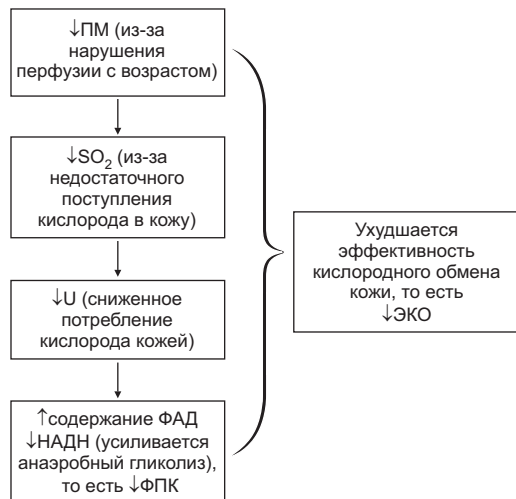 ↓ПМ (из-за
нарушения
перфузии с возрастом)
↓SO₂ (из-за
недостаточного
поступления
кислорода в кожу)
↓U (сниженное
потребление
кислорода кожей)
↑содержание ФАД
↓НАДН (усиливается
анаэробный гликолиз),
то есть ↓ФПК
Ухудшается
эффективность
кислородного обмена
кожи, то есть
↓ЭКО